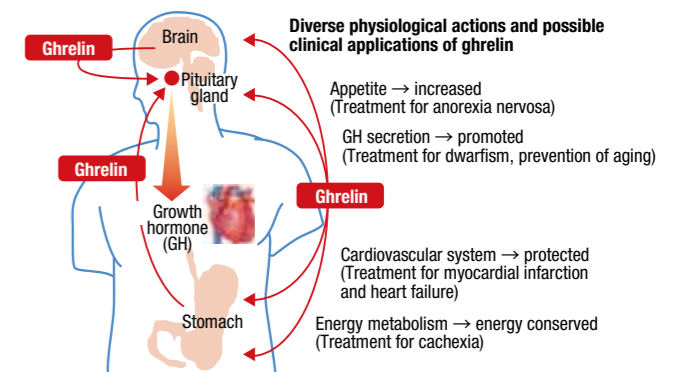 Diverse physiological actions and possible
clinical applications of ghrelin
Brain
Ghrelin
Pituitary
gland
Appetite → increased
(Treatment for anorexia nervosa)
GH secretion → promoted
(Treatment for dwarfism, prevention of aging)
Ghrelin
Ghrelin
Growth
hormone
(GH)
Cardiovascular system → protected
(Treatment for myocardial infarction
and heart failure)
Stomach
Energy metabolism → energy conserved
(Treatment for cachexia)